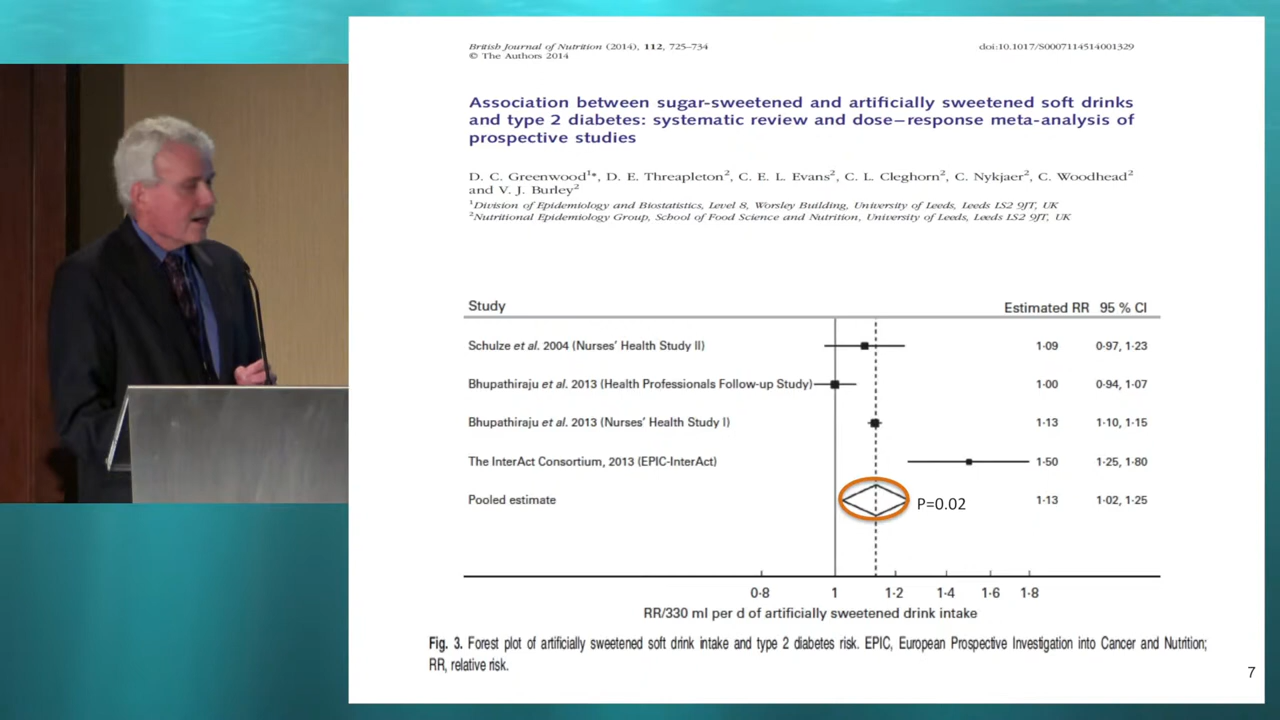 British Journal of Nutrition (2014), 112, 725–734
doi:10.1017/S0007114514001329
© The Authors 2014
Association between sugar-sweetened and artificially sweetened soft drinks
and type 2 diabetes: systematic review and dose–response meta-analysis of
prospective studies
D. C. Greenwood1*, D. E. Threapleton2, C. E. L. Evans2, C. L. Cleghorn2, C. Nykjaer2, C. Woodhead2
and V. J. Burley2
1Division of Epidemiology and Biostatistics, Level 8, Worsley Building, University of Leeds, Leeds LS2 9JT, UK
2Nutritional Epidemiology Group, School of Food Science and Nutrition, University of Leeds, Leeds LS2 9JT, UK
Study Estimated RR 95 % CI
Schulze et al. 2004 (Nurses' Health Study II) 1·09 0·97, 1·23
Bhupathiraju et al. 2013 (Health Professionals Follow-up Study) 1·00 0·94, 1·07
Bhupathiraju et al. 2013 (Nurses' Health Study I) 1·13 1·10, 1·15
The InterAct Consortium, 2013 (EPIC-InterAct) 1·50 1·25, 1·80
Pooled estimate P=0.02 1·13 1·02, 1·25
0·8 1 1·2 1·4 1·6 1·8
RR/330 ml per d of artificially sweetened drink intake
Fig. 3. Forest plot of artificially sweetened soft drink intake and type 2 diabetes risk. EPIC, European Prospective Investigation into Cancer and Nutrition;
RR, relative risk.
7